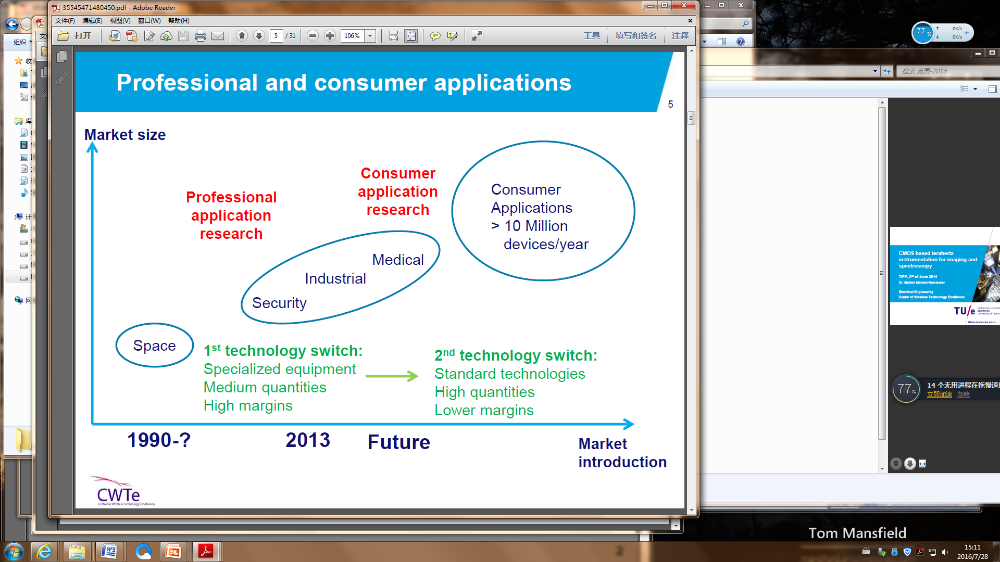 35545471480450.pdf - Adobe Reader
文件(F) 编辑(E) 视图(V) 窗口(W) 帮助(H)
打开
5 / 31
106%
工具
填写和签名
注释
组织
Professional and consumer applications
5
Market size
Professional
application
research
Consumer
application
research
Consumer
Applications
> 10 Million
devices/year
Medical
Industrial
Security
Space
1st technology switch:
Specialized equipment
Medium quantities
High margins
2nd technology switch:
Standard technologies
High quantities
Lower margins
1990-?
2013
Future
Market
introduction
CWTe
Centre for Wireless Technology Eindhoven
77 %
0K/s
0K/s
搜索 英国-2016
CMOS based terahertz
instrumentation for imaging and
spectroscopy
TIPP, 2nd of June 2014
Dr. Marion Matters-Kammerer
Electrical Engineering
Center of Wireless Technology Eindhoven
TU/e
Where innovation starts
77%
14 个无用进程在拖慢速
立即加速 忽略
Tom Mansfield
15:11
2016/7/28